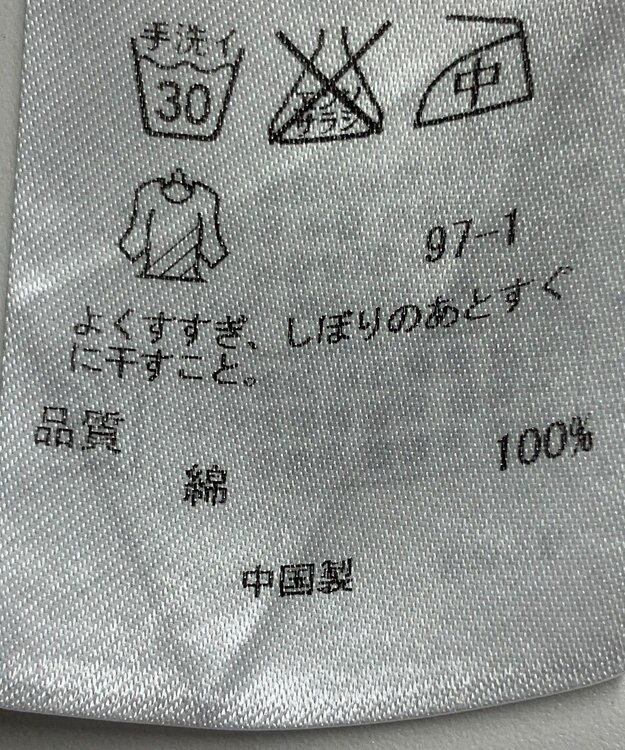 手洗イ
30
エンソ
サラシ
中
97-1
よくすすぎ、しぼりのあとすぐ
に干すこと。
品質
綿 100%
中国製